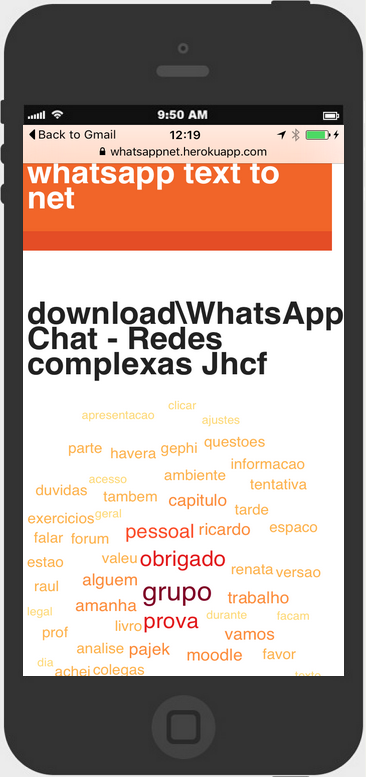 9:50 AM
Back to Gmail 12:19
whatsappnet.herokuapp.com
whatsapp text to
net
download\WhatsApp
Chat - Redes
complexas Jhcf
clicar
apresentacao
ajustes
parte havera gephi questoes
informacao
acesso ambiente
tentativa
duvidas tambem capitulo
tarde
exercicios geral
pessoal ricardo espaco
falar forum
estao valeu obrigado
renata versao
raul alguem grupo trabalho
amanha
legal durante facam
livro prova
prof vamos
analise pajek moodle favor
dia
achei colegas
texto